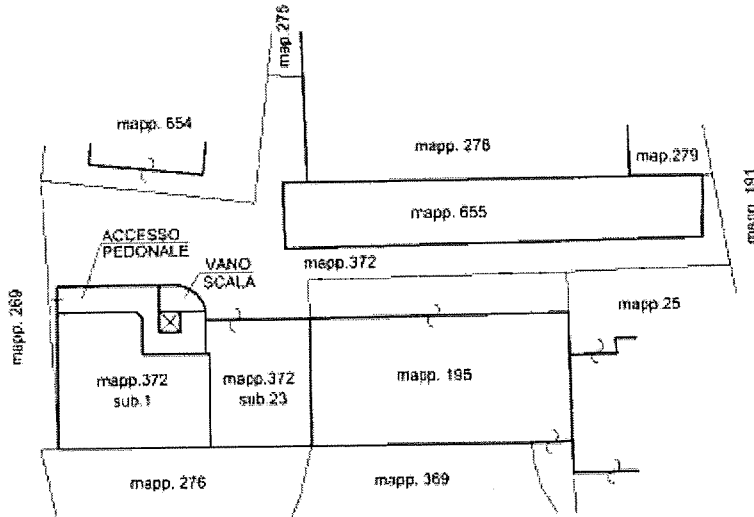 map.275
mapp. 654
mapp. 276
map.279
mapp. 191
mapp. 655
ACCESSO
PEDONALE
VANO
SCALA
mapp.372
mapp. 269
mapp.25
mapp.372
sub.1
mapp.372
sub.23
mapp. 195
mapp. 276
mapp. 369